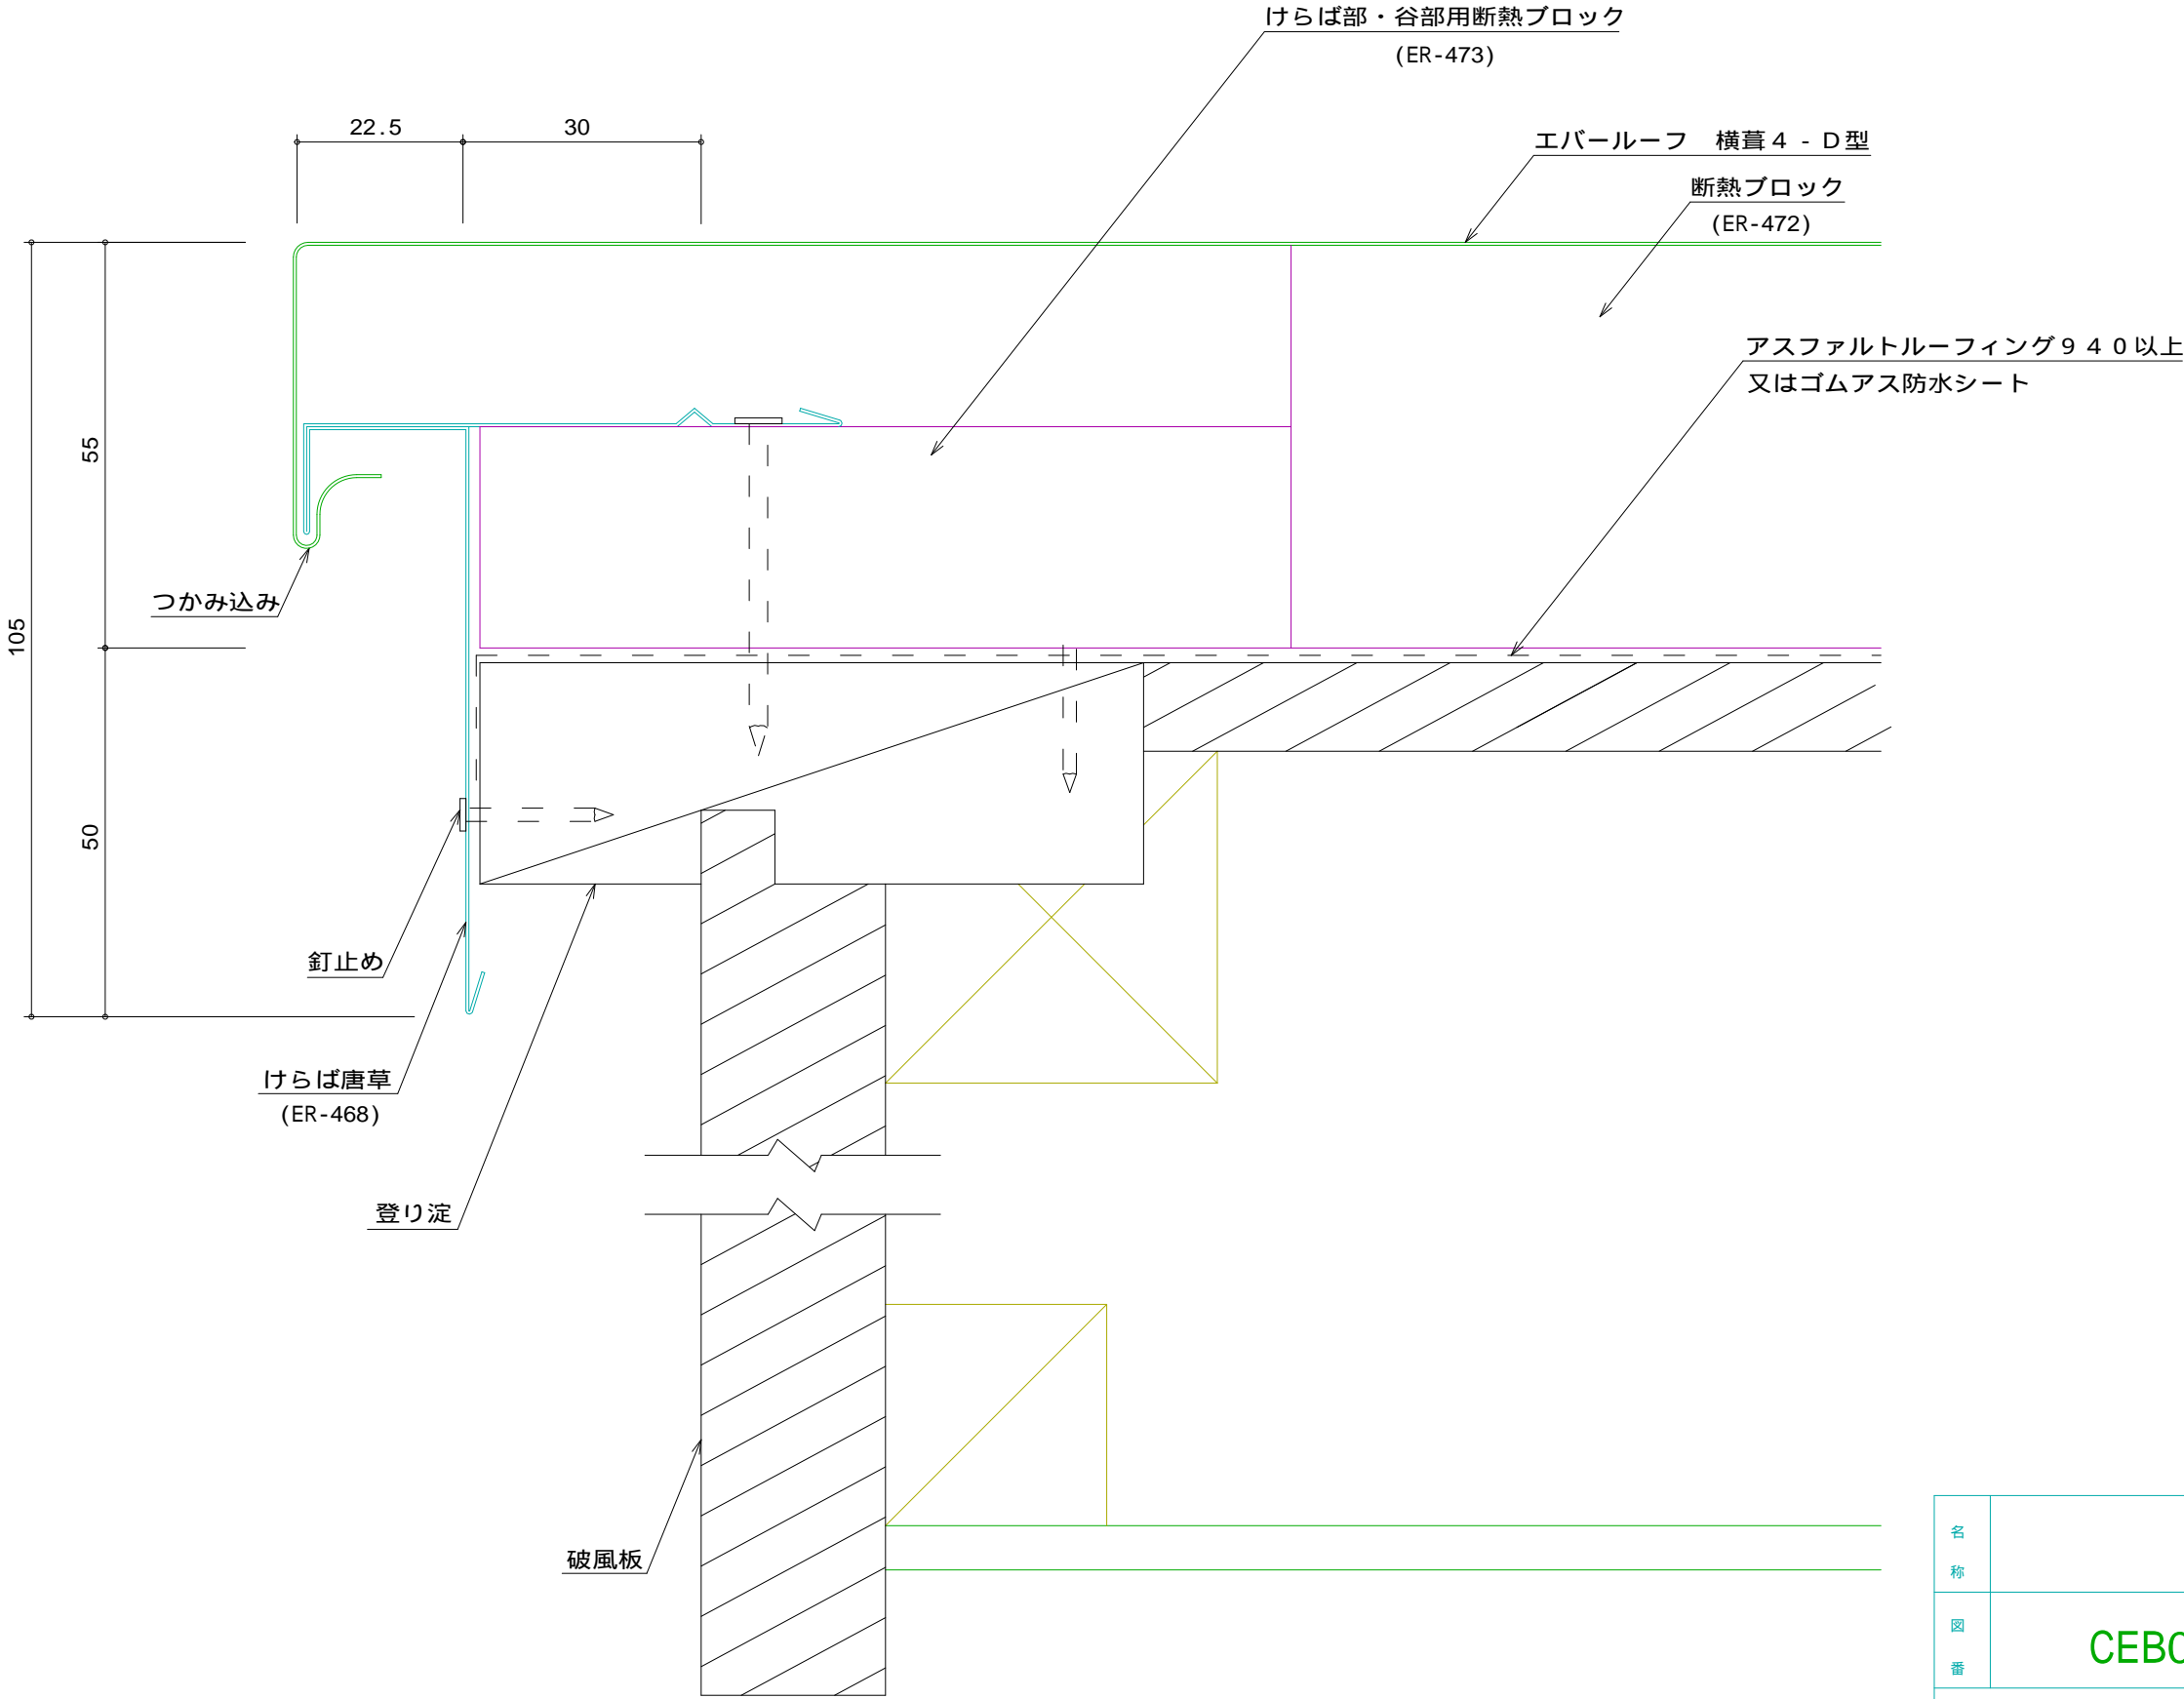 けらば部・谷部用断熱ブロック
(ER-473)
22.5
30
エバールーフ　横葺４‐Ｄ型
断熱ブロック
(ER-472)
アスファルトルーフィング９４０以上
又はゴムアス防水シート
55
つかみ込み
105
50
釘止め
けらば唐草
(ER-468)
登り淀
破風板
名称
図番